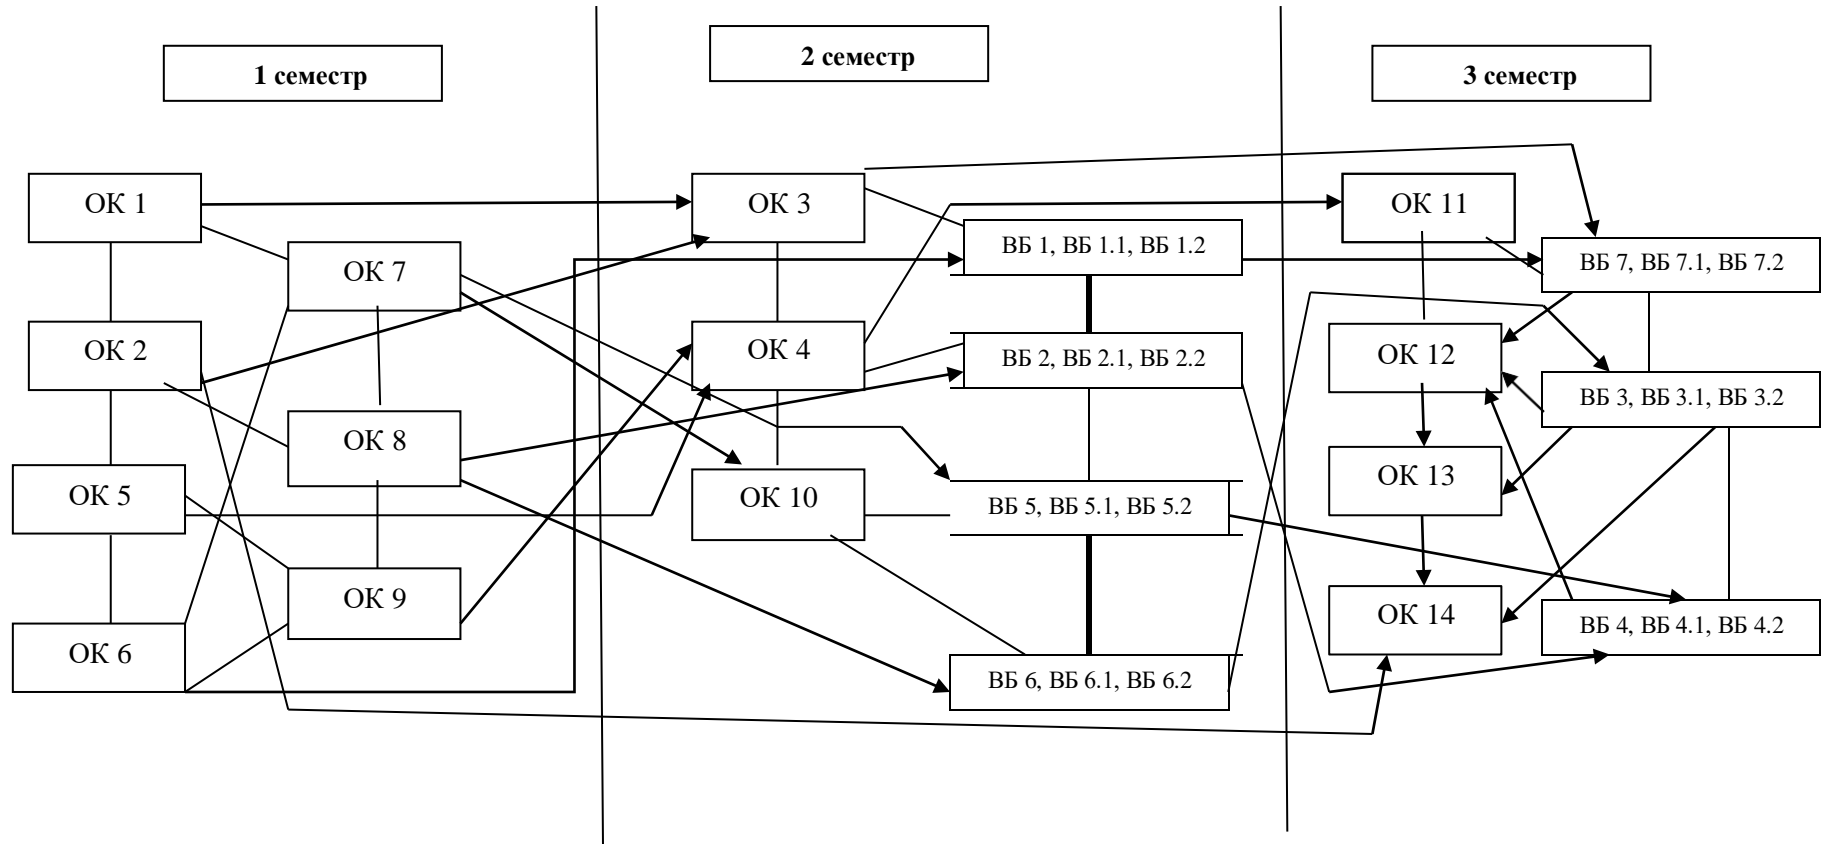 1 семестр
2 семестр
3 семестр
ОК 1
ОК 7
ОК 2
ОК 8
ОК 5
ОК 9
ОК 6
ОК 3
ВБ 1, ВБ 1.1, ВБ 1.2
ОК 4
ВБ 2, ВБ 2.1, ВБ 2.2
ОК 10
ВБ 5, ВБ 5.1, ВБ 5.2
ВБ 6, ВБ 6.1, ВБ 6.2
ОК 11
ВБ 7, ВБ 7.1, ВБ 7.2
ОК 12
ВБ 3, ВБ 3.1, ВБ 3.2
ОК 13
ОК 14
ВБ 4, ВБ 4.1, ВБ 4.2